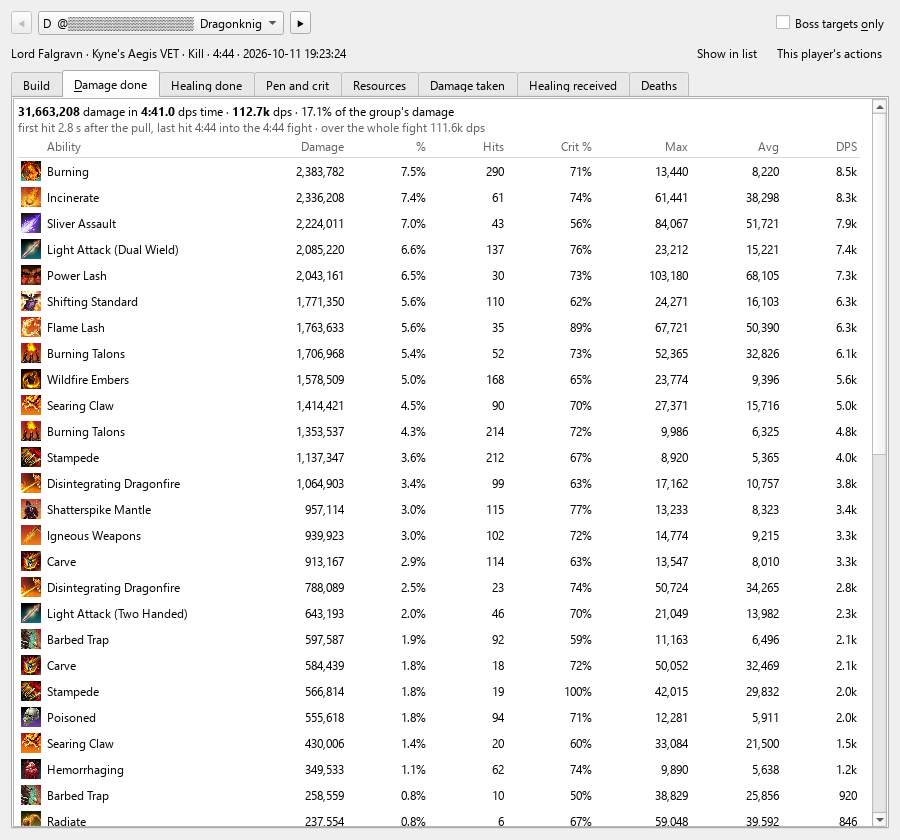 D @ Dragonknig
Boss targets only
Lord Falgravn · Kyne's Aegis VET · Kill · 4:44 · 2026-10-11 19:23:24
Show in list This player's actions
Build Damage done Healing done Pen and crit Resources Damage taken Healing received Deaths
31,663,208 damage in 4:41.0 dps time · 112.7k dps · 17.1% of the group's damage
first hit 2.8 s after the pull, last hit 4:44 into the 4:44 fight · over the whole fight 111.6k dps
Ability Damage % Hits Crit % Max Avg DPS
Burning 2,383,782 7.5% 290 71% 13,440 8,220 8.5k
Incinerate 2,336,208 7.4% 61 74% 61,441 38,298 8.3k
Sliver Assault 2,224,011 7.0% 43 56% 84,067 51,721 7.9k
Light Attack (Dual Wield) 2,085,220 6.6% 137 76% 23,212 15,221 7.4k
Power Lash 2,043,161 6.5% 30 73% 103,180 68,105 7.3k
Shifting Standard 1,771,350 5.6% 110 62% 24,271 16,103 6.3k
Flame Lash 1,763,633 5.6% 35 89% 67,721 50,390 6.3k
Burning Talons 1,706,968 5.4% 52 73% 52,365 32,826 6.1k
Wildfire Embers 1,578,509 5.0% 168 65% 23,774 9,396 5.6k
Searing Claw 1,414,421 4.5% 90 70% 27,371 15,716 5.0k
Burning Talons 1,353,537 4.3% 214 72% 9,986 6,325 4.8k
Stampede 1,137,347 3.6% 212 67% 8,920 5,365 4.0k
Disintegrating Dragonfire 1,064,903 3.4% 99 63% 17,162 10,757 3.8k
Shatterspike Mantle 957,114 3.0% 115 77% 13,233 8,323 3.4k
Igneous Weapons 939,923 3.0% 102 72% 14,774 9,215 3.3k
Carve 913,167 2.9% 114 63% 13,547 8,010 3.3k
Disintegrating Dragonfire 788,089 2.5% 23 74% 50,724 34,265 2.8k
Light Attack (Two Handed) 643,193 2.0% 46 70% 21,049 13,982 2.3k
Barbed Trap 597,587 1.9% 92 59% 11,163 6,496 2.1k
Carve 584,439 1.8% 18 72% 50,052 32,469 2.1k
Stampede 566,814 1.8% 19 100% 42,015 29,832 2.0k
Poisoned 555,618 1.8% 94 71% 12,281 5,911 2.0k
Searing Claw 430,006 1.4% 20 60% 33,084 21,500 1.5k
Hemorrhaging 349,533 1.1% 62 74% 9,890 5,638 1.2k
Barbed Trap 258,559 0.8% 10 50% 38,829 25,856 920
Radiate 237,554 0.8% 6 67% 59,048 39,592 846